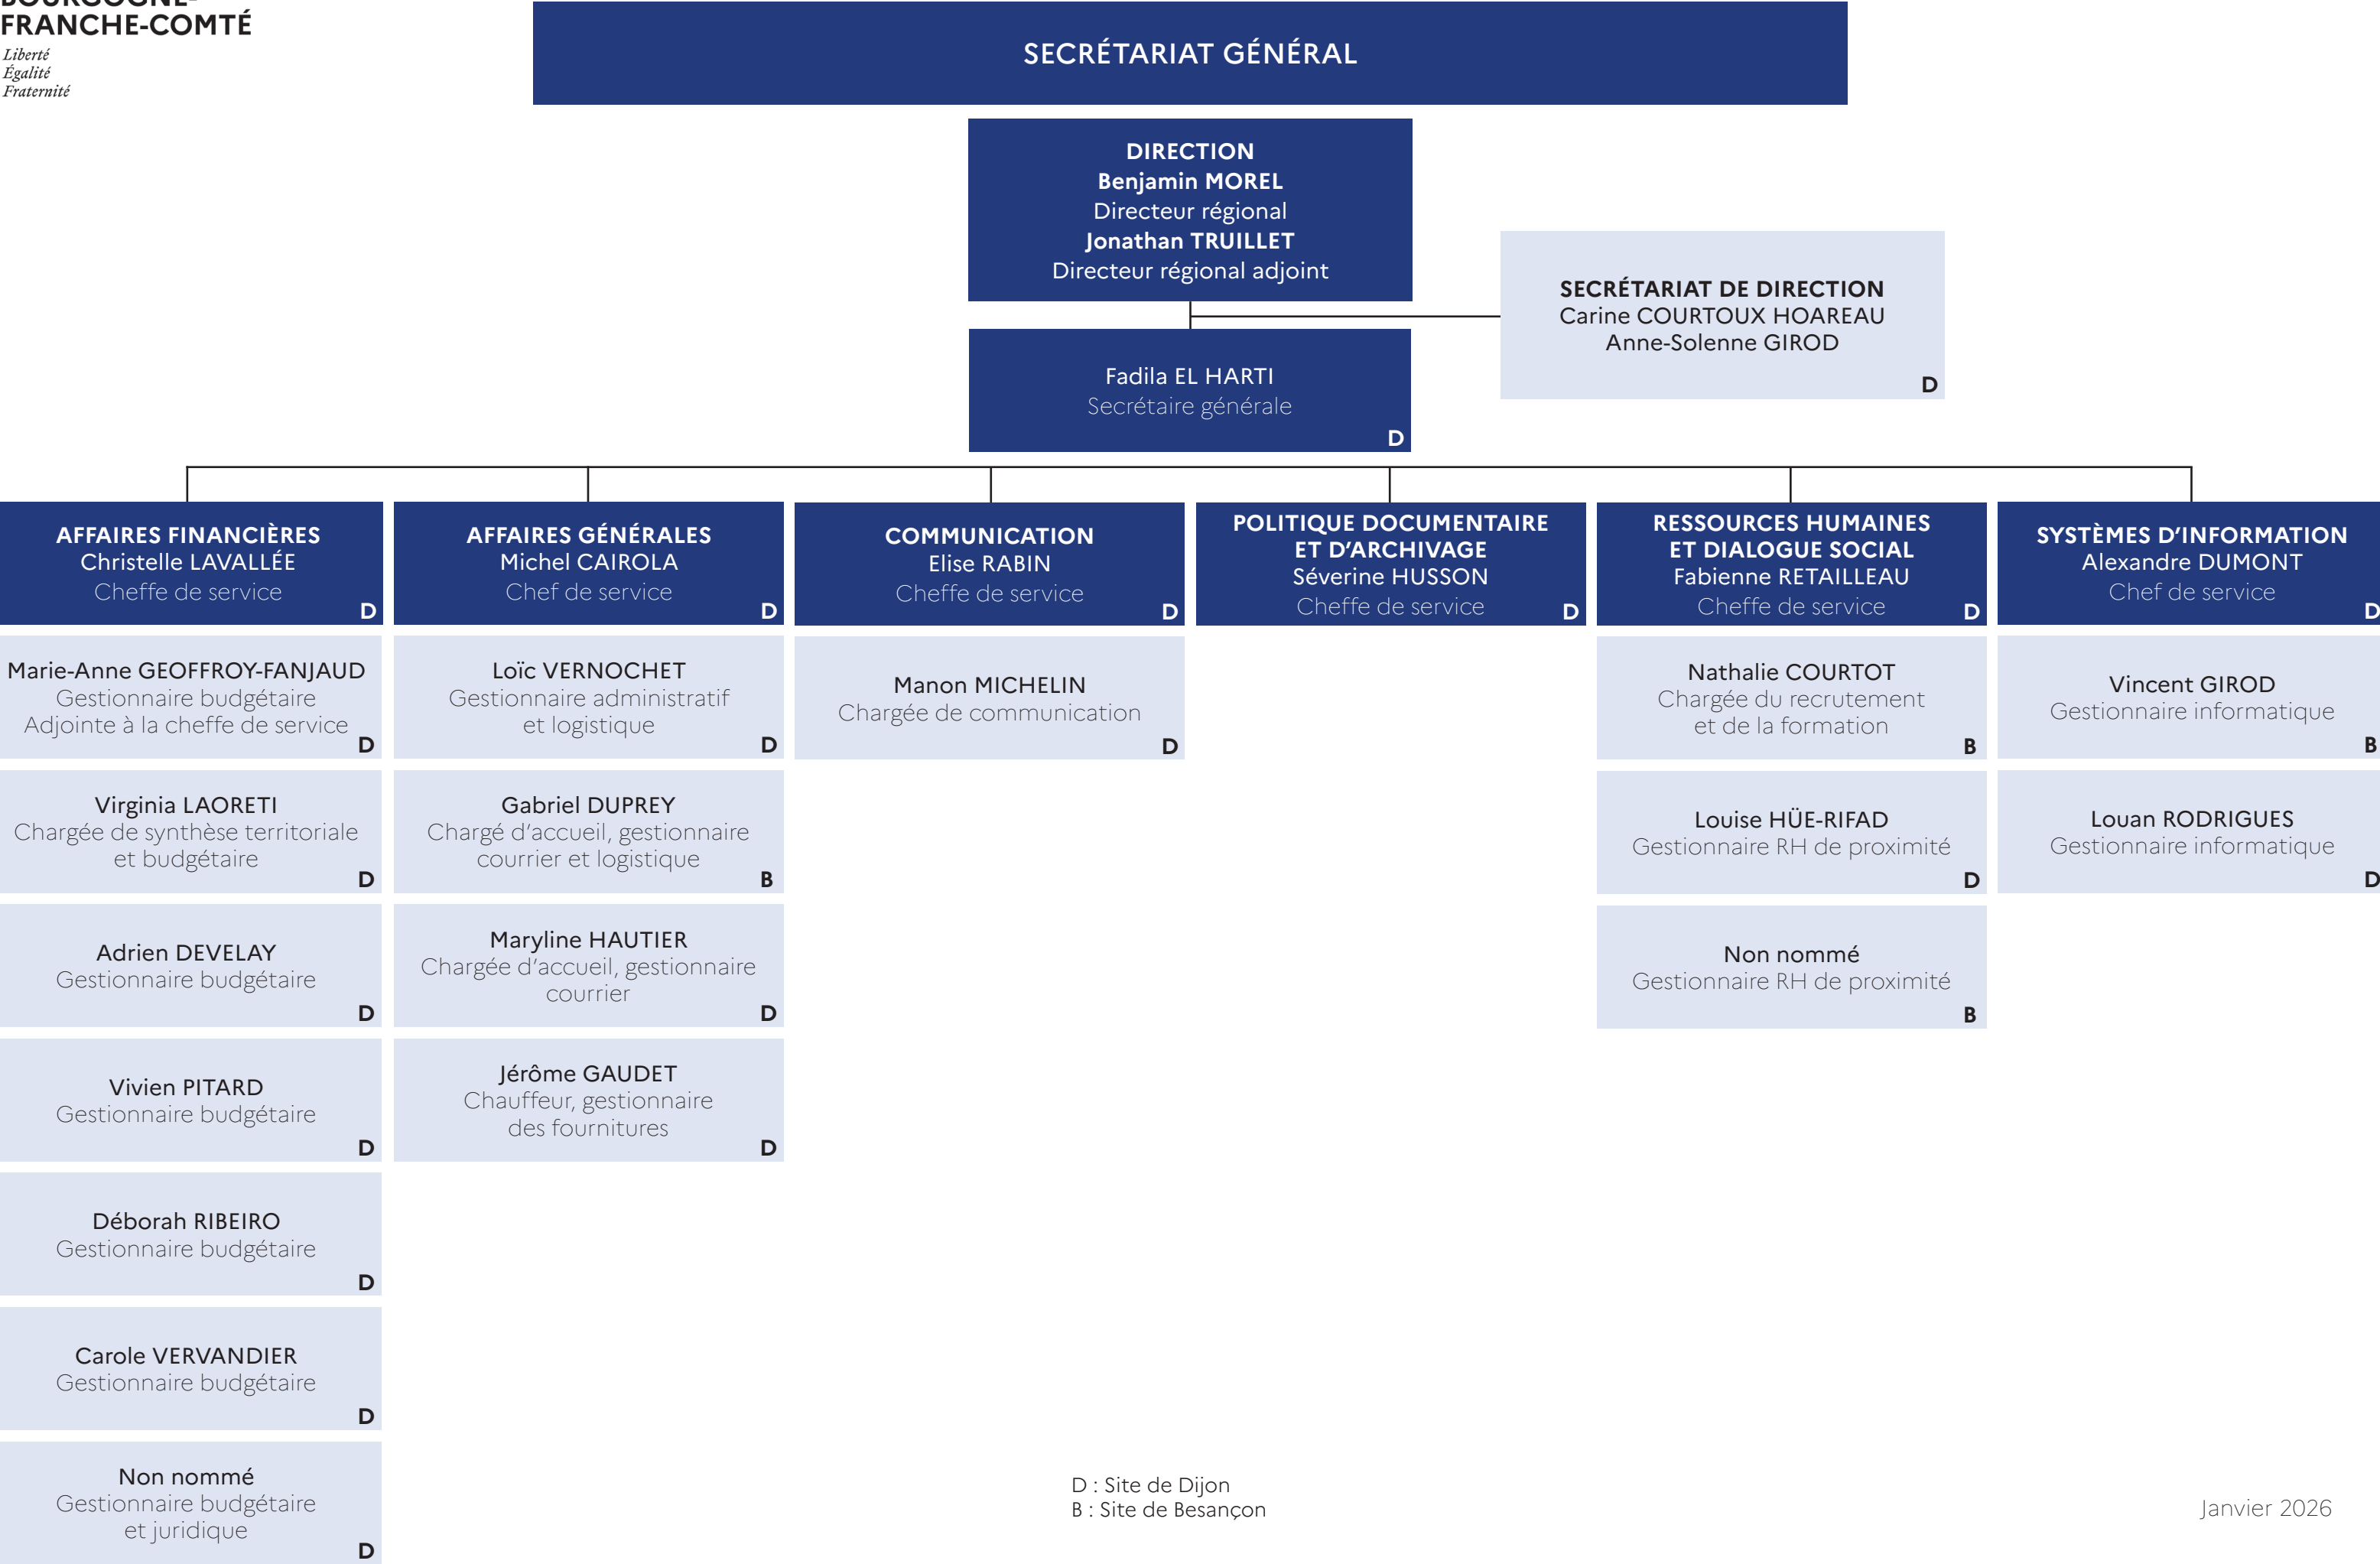 BOURGOGNE-
FRANCHE-COMTÉ
Liberté
Égalité
Fraternité
SECRÉTARIAT GÉNÉRAL
DIRECTION
Benjamin MOREL
Directeur régional
Jonathan TRUILLET
Directeur régional adjoint
SECRÉTARIAT DE DIRECTION
Carine COURTOUX HOAREAU
Anne-Solenne GIROD
D
Fadila EL HARTI
Secrétaire générale
D
AFFAIRES FINANCIÈRES
Christelle LAVALLÉE
Cheffe de service
D
Marie-Anne GEOFFROY-FANJAUD
Gestionnaire budgétaire
Adjointe à la cheffe de service
D
Virginia LAORETI
Chargée de synthèse territoriale
et budgétaire
D
Adrien DEVELAY
Gestionnaire budgétaire
D
Vivien PITARD
Gestionnaire budgétaire
D
Déborah RIBEIRO
Gestionnaire budgétaire
D
Carole VERVANDIER
Gestionnaire budgétaire
D
Non nommé
Gestionnaire budgétaire
et juridique
D
AFFAIRES GÉNÉRALES
Michel CAIROLA
Chef de service
D
Loïc VERNOCHET
Gestionnaire administratif
et logistique
D
Gabriel DUPREY
Chargé d’accueil, gestionnaire
courrier et logistique
B
Maryline HAUTIER
Chargée d’accueil, gestionnaire
courrier
D
Jérôme GAUDET
Chauffeur, gestionnaire
des fournitures
D
COMMUNICATION
Elise RABIN
Cheffe de service
D
Manon MICHELIN
Chargée de communication
D
POLITIQUE DOCUMENTAIRE
ET D’ARCHIVAGE
Séverine HUSSON
Cheffe de service
D
RESSOURCES HUMAINES
ET DIALOGUE SOCIAL
Fabienne RETAILLEAU
Cheffe de service
D
Nathalie COURTOT
Chargée du recrutement
et de la formation
B
Louise HÜE-RIFAD
Gestionnaire RH de proximité
D
Non nommé
Gestionnaire RH de proximité
B
SYSTÈMES D’INFORMATION
Alexandre DUMONT
Chef de service
D
Vincent GIROD
Gestionnaire informatique
B
Louan RODRIGUES
Gestionnaire informatique
D
D : Site de Dijon
B : Site de Besançon
Janvier 2026